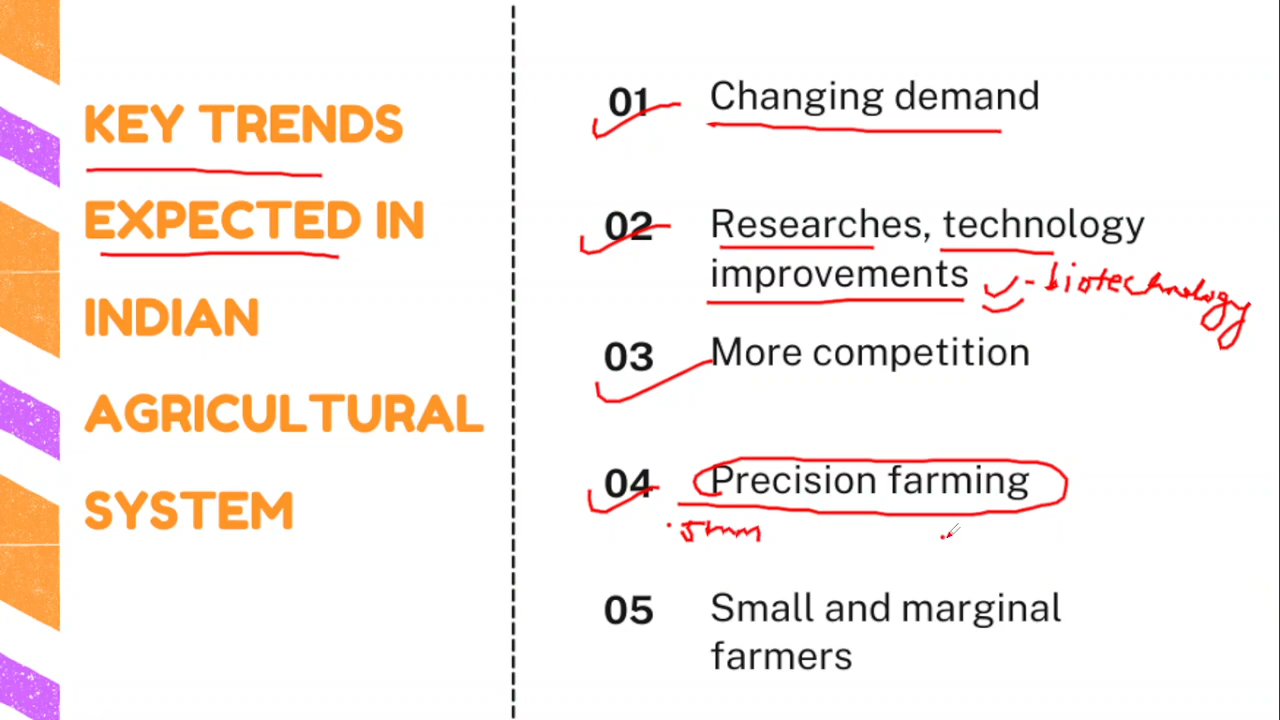 KEY TRENDS
EXPECTED IN
INDIAN
AGRICULTURAL
SYSTEM
01 Changing demand
02 Researches, technology
improvements - biotechnology
03 More competition
04 Precision farming
05 Small and marginal
farmers